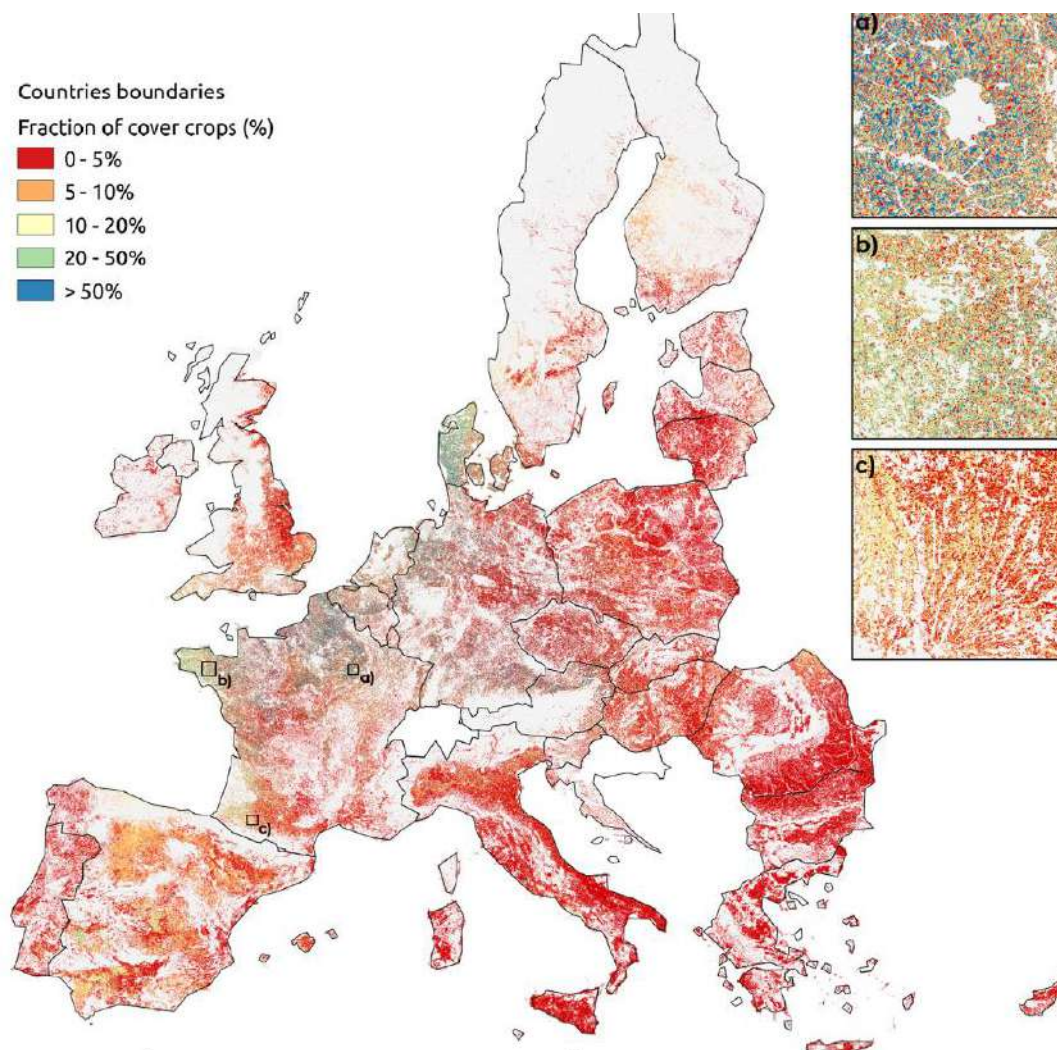 Countries boundaries
Fraction of cover crops (%)
0 - 5%
5 - 10%
10 - 20%
20 - 50%
> 50%
a)
b)
c)
b)
a)
c)